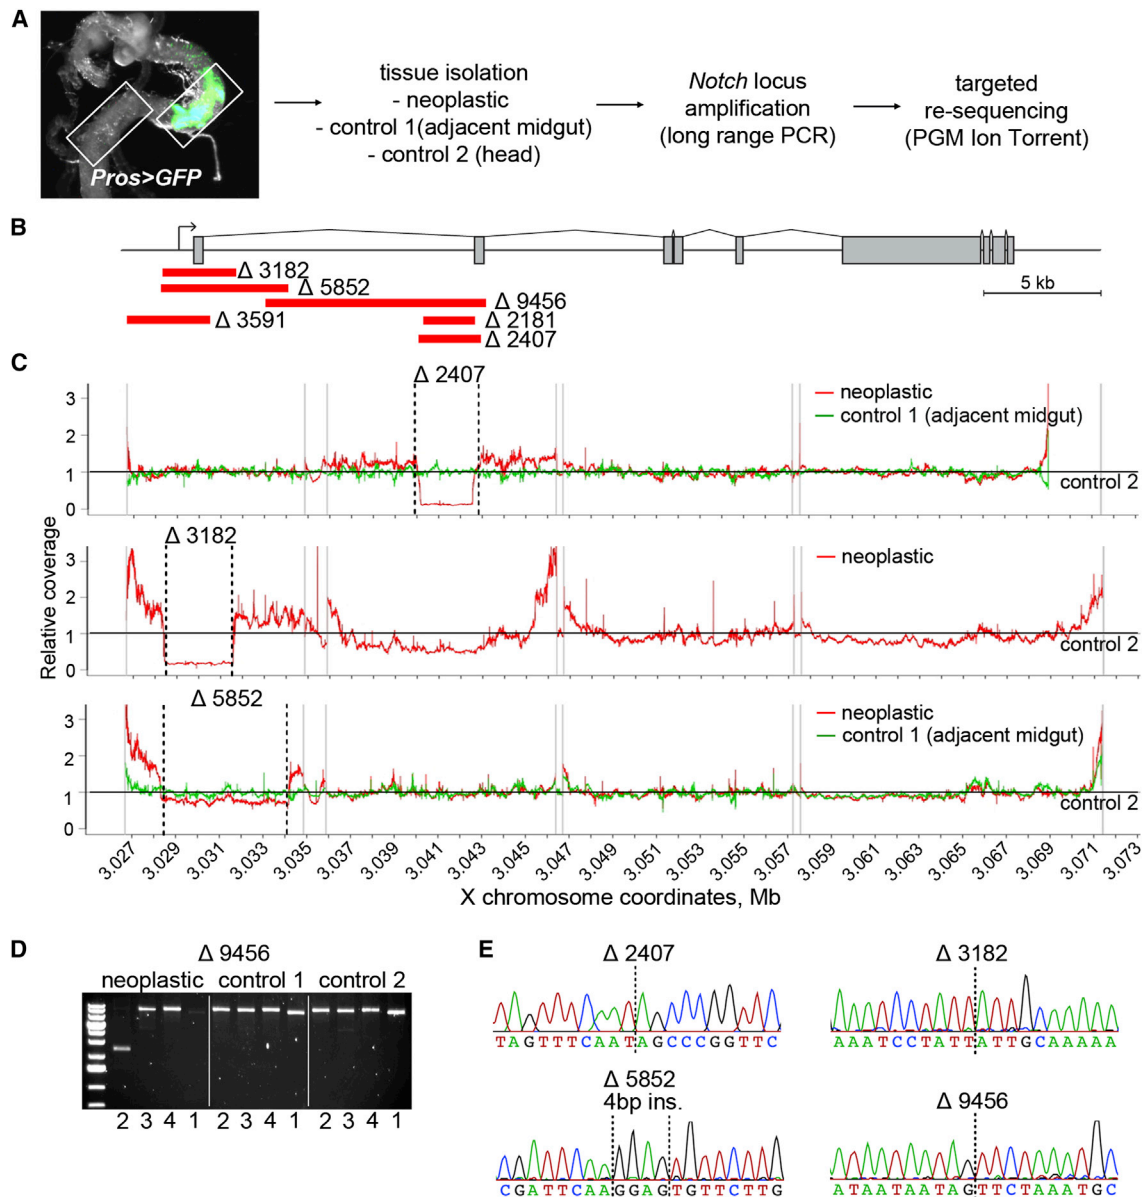 A
Pros>GFP
tissue isolation
- neoplastic
- control 1(adjacent midgut)
- control 2 (head)
Notch locus
amplification
(long range PCR)
targeted
re-sequencing
(PGM Ion Torrent)
B
Δ 3182
Δ 5852
Δ 9456
Δ 3591
Δ 2181
Δ 2407
5 kb
C
Relative coverage
Δ 2407
3
2
1
0
neoplastic
control 1 (adjacent midgut)
control 2
Δ 3182
3
2
1
0
neoplastic
control 2
Δ 5852
3
2
1
0
neoplastic
control 1 (adjacent midgut)
control 2
3.027 3.029 3.031 3.033 3.035 3.037 3.039 3.041 3.043 3.045 3.047 3.049 3.051 3.053 3.055 3.057 3.059 3.061 3.063 3.065 3.067 3.069 3.071 3.073
X chromosome coordinates, Mb
D
Δ 9456
neoplastic control 1 control 2
2 3 4 1 2 3 4 1 2 3 4 1
E
Δ 2407
TAGTTTCAATAGCCCGGTTC
Δ 3182
AAATCCTATTATTGCAAAAA
Δ 5852
4bp ins.
CGATTCAAGGAGTGTTCTTG
Δ 9456
ATAATAATAGTTCTAAATGC